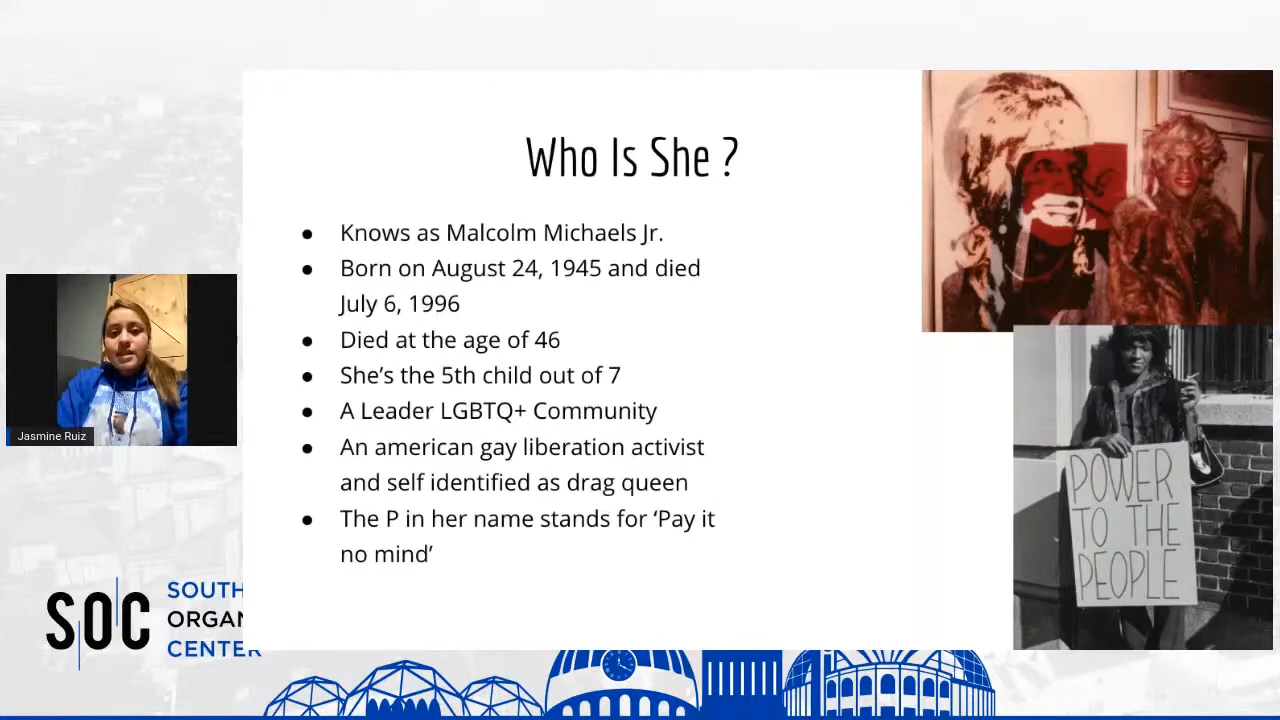 Who Is She ?
● Knows as Malcolm Michaels Jr.
● Born on August 24, 1945 and died
July 6, 1996
● Died at the age of 46
● She’s the 5th child out of 7
● A Leader LGBTQ+ Community
● An american gay liberation activist
and self identified as drag queen
● The P in her name stands for ‘Pay it
no mind’
Jasmine Ruiz
POWER
TO THE
PEOPLE
SOC
SOUTH
ORGAN
CENTER